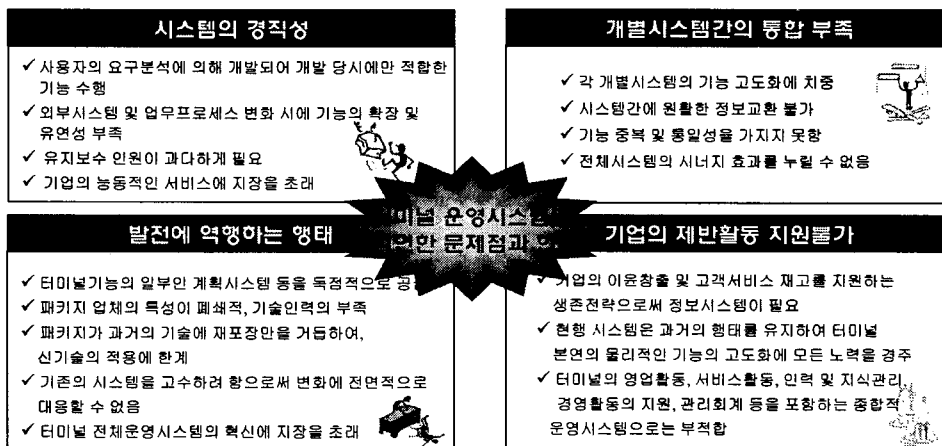 시스템의 경직성
✓ 사용자의 요구분석에 의해 개발되어 개발 당시에만 적합한
기능 수행
✓ 외부시스템 및 업무프로세스 변화 시에 기능의 확장 및
유연성 부족
✓ 유지보수 인원이 과다하게 필요
✓ 기업의 능동적인 서비스에 지장을 초래
개별시스템간의 통합 부족
✓ 각 개별시스템의 기능 고도화에 치중
✓ 시스템간에 원활한 정보교환 불가
✓ 기능 중복 및 통일성을 가지지 못함
✓ 전체시스템의 시너지 효과를 누릴 수 없음
운영시스템
문제점과
발전에 역행하는 행태
✓ 터미널기능의 일부인 계획시스템 등을 독점적으로
✓ 패키지 업체의 특성이 폐쇄적, 기술인력의 부족
✓ 패키지가 과거의 기술에 재포장만을 거듭하여,
신기술의 적용에 한계
✓ 기존의 시스템을 고수하려 함으로써 변화에 전면적으로
대응할 수 없음
✓ 터미널 전체운영시스템의 혁신에 지장을 초래
기업의 제반활동 지원불가
✓ 기업의 이윤창출 및 고객서비스 재고를 지원하는
생존전략으로써 정보시스템이 필요
✓ 현행 시스템은 과거의 행태를 유지하여 터미널
본연의 물리적인 기능의 고도화에 모든 노력을 경주
✓ 터미널의 영업활동, 서비스활동, 인력 및 지식관리,
경영활동의 지원, 관리회계 등을 포함하는 종합적
운영시스템으로는 부적합